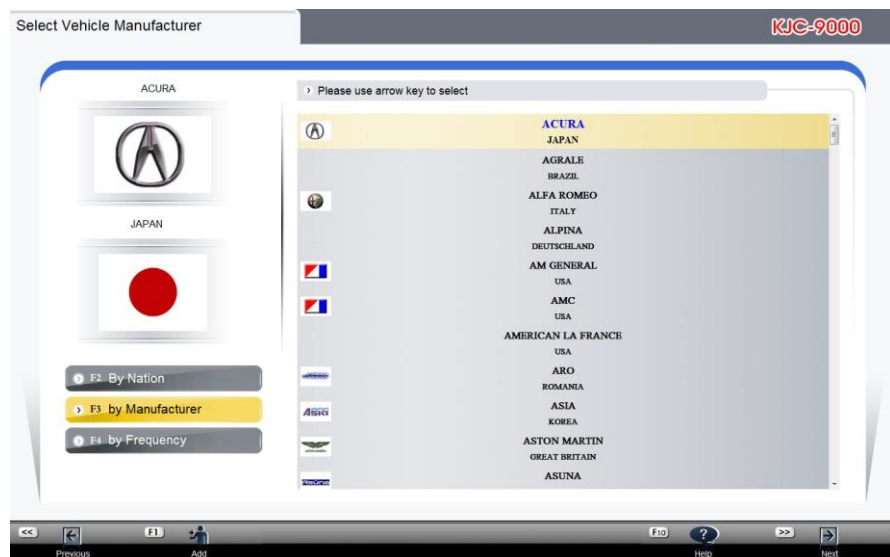 Select Vehicle Manufacturer
KJC-9000
ACURA
JAPAN
F2 By Nation
F3 by Manufacturer
F4 by Frequency
Please use arrow key to select
ACURA
JAPAN
AGRALE
BRAZIL
ALFA ROMEO
ITALY
ALPINA
DEUTSCHLAND
AM GENERAL
USA
AMC
USA
AMERICAN LA FRANCE
USA
ARO
ROMANIA
Asia
ASIA
KOREA
ASTON MARTIN
GREAT BRITAIN
Asüna
ASUNA
<< Previous
F1 Add
F10 Help
>> Next